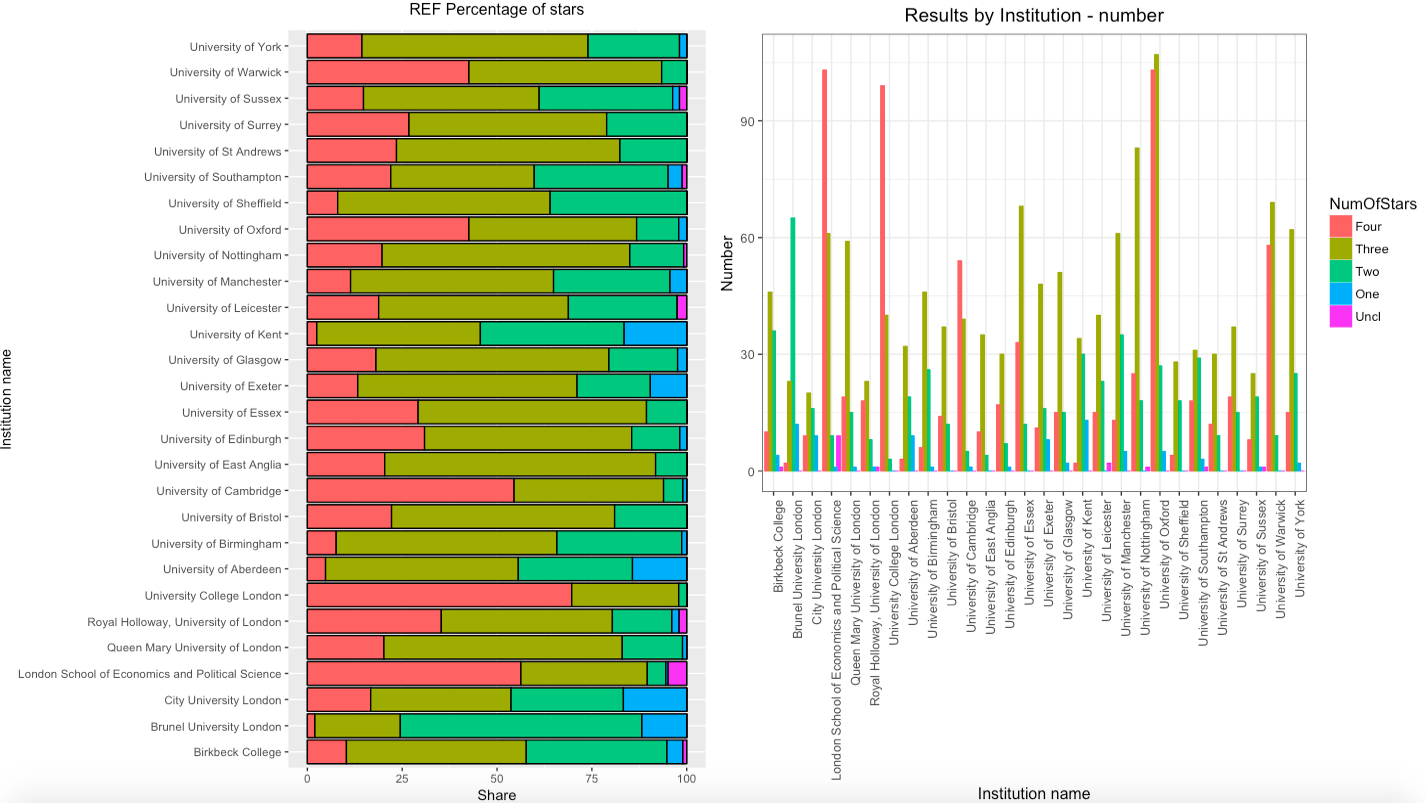 REF Percentage of stars
Institution name
University of York
University of Warwick
University of Sussex
University of Surrey
University of St Andrews
University of Southampton
University of Sheffield
University of Oxford
University of Nottingham
University of Manchester
University of Leicester
University of Kent
University of Glasgow
University of Exeter
University of Essex
University of Edinburgh
University of East Anglia
University of Cambridge
University of Bristol
University of Birmingham
University of Aberdeen
University College London
Royal Holloway, University of London
Queen Mary University of London
London School of Economics and Political Science
City University London
Brunel University London
Birkbeck College
0 25 50 75 100
Share
Results by Institution - number
Number
90
60
30
0
Birkbeck College
Brunel University London
City University London
London School of Economics and Political Science
Queen Mary University of London
Royal Holloway, University of London
University College London
University of Aberdeen
University of Birmingham
University of Bristol
University of Cambridge
University of East Anglia
University of Edinburgh
University of Essex
University of Exeter
University of Glasgow
University of Kent
University of Leicester
University of Manchester
University of Nottingham
University of Oxford
University of Sheffield
University of Southampton
University of St Andrews
University of Surrey
University of Sussex
University of Warwick
University of York
Institution name
NumOfStars
Four
Three
Two
One
Uncl